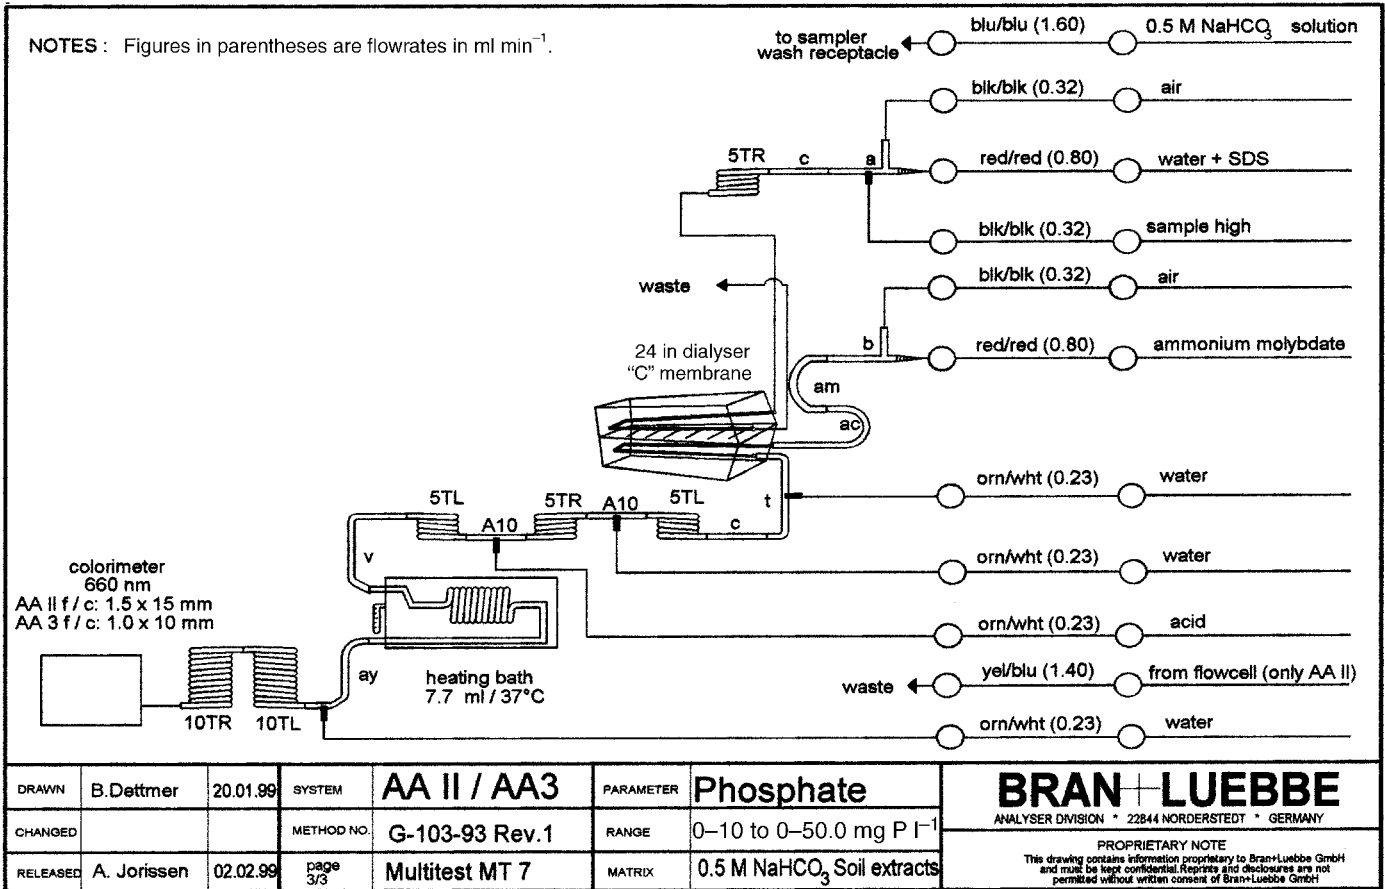 NOTES : Figures in parentheses are flowrates in ml min⁻¹.
to sampler
wash receptacle
blu/blu (1.60)
0.5 M NaHCO₃ solution
blk/blk (0.32)
air
5TR
c
a
red/red (0.80)
water + SDS
blk/blk (0.32)
sample high
waste
blk/blk (0.32)
air
24 in dialyser
“C” membrane
b
red/red (0.80)
ammonium molybdate
am
ac
orn/wht (0.23)
water
5TL
A10
5TR
A10
5TL
t
c
v
orn/wht (0.23)
water
colorimeter
660 nm
AA II f / c: 1.5 x 15 mm
AA 3 f / c: 1.0 x 10 mm
orn/wht (0.23)
acid
ay
heating bath
7.7 ml / 37°C
waste
yel/blu (1.40)
from flowcell (only AA II)
10TR
10TL
orn/wht (0.23)
water
DRAWN B.Dettmer 20.01.99
CHANGED
RELEASED A. Jorissen 02.02.99
SYSTEM AA II / AA3
METHOD NO. G-103-93 Rev.1
page
3/3
Multitest MT 7
PARAMETER Phosphate
RANGE 0–10 to 0–50.0 mg P l⁻¹
MATRIX 0.5 M NaHCO₃ Soil extracts
BRAN+LUEBBE
ANALYSER DIVISION * 22844 NORDERSTEDT * GERMANY
PROPRIETARY NOTE
This drawing contains information proprietary to Bran+Luebbe GmbH
and must be kept confidential.Reprints and disclosures are not
permitted without written consent of Bran+Luebbe GmbH